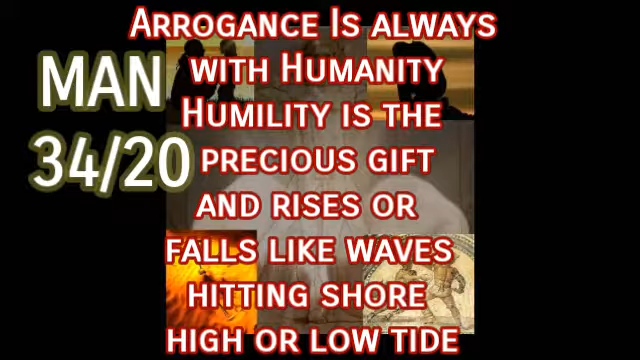 Arrogance Is always
with Humanity
Humility is the
precious gift
and rises or
falls like waves
hitting shore
high or low tide
MAN
34/20